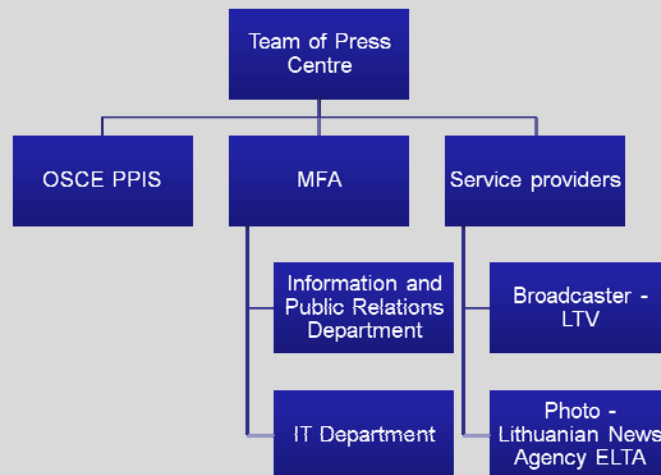 Team of Press
Centre
OSCE PPIS
MFA
Service providers
Information and
Public Relations
Department
Broadcaster -
LTV
IT Department
Photo -
Lithuanian News
Agency ELTA